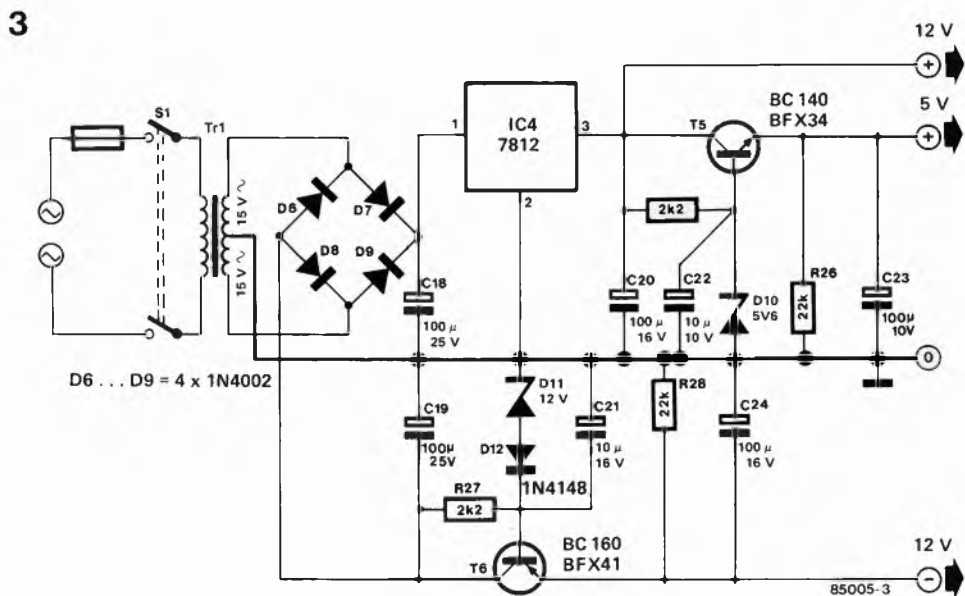 3
12 V
+
5 V
+
S1
Tr1
15 V ~
15 V ~
D6
D7
D8
D9
1
IC4
7812
3
2
T5
BC 140
BFX34
2k2
C18
100 µ
25 V
C20
100 µ
16 V
C22
10 µ
10 V
D10
5V6
R26
22k
C23
100µ
10V
0
D6 . . . D9 = 4 x 1N4002
C19
100µ
25V
D11
12 V
D12
1N4148
C21
10 µ
16 V
R28
22k
C24
100 µ
16 V
R27
2k2
T6
BC 160
BFX41
12 V
−
85005-3